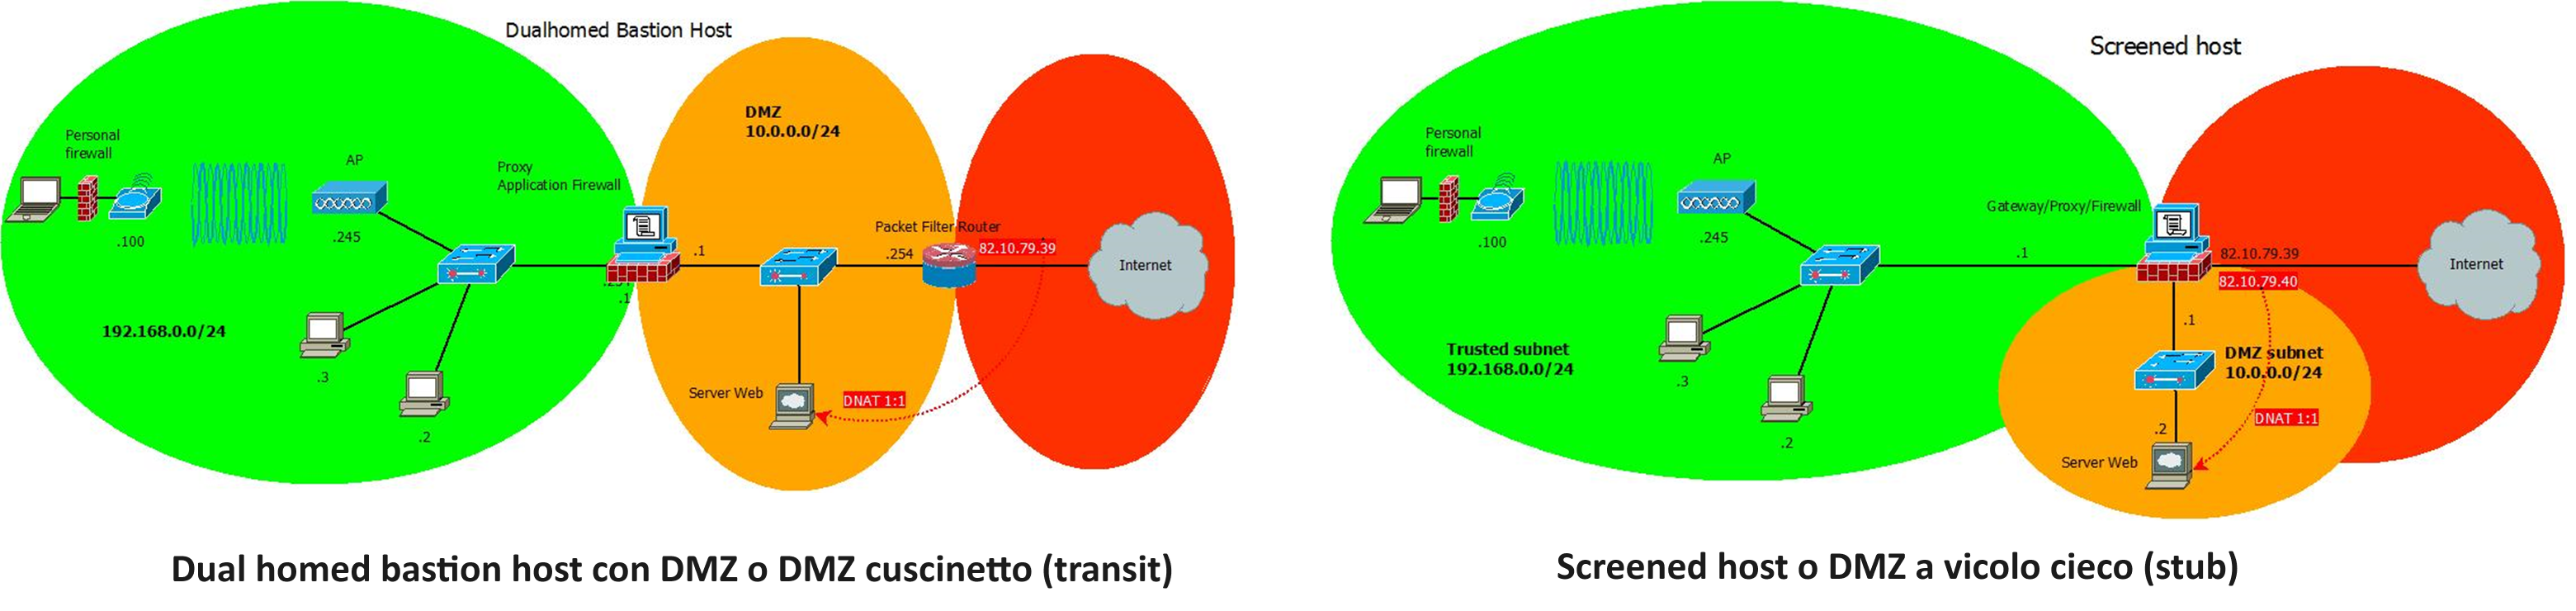 Dualhomed Bastion Host
DMZ
10.0.0.0/24
Personal
firewall
AP
Proxy
Application Firewall
.100
.245
.1
.254
Packet Filter Router
82.10.79.39
Internet
.1
192.168.0.0/24
.3
.2
Server Web
DNAT 1:1
Dual homed bastion host con DMZ o DMZ cuscinetto (transit)
Screened host
Personal
firewall
AP
Gateway/Proxy/Firewall
.100
.245
.1
82.10.79.39
82.10.79.40
Internet
.1
Trusted subnet
192.168.0.0/24
DMZ subnet
10.0.0.0/24
.3
.2
.2
DNAT 1:1
Server Web
Screened host o DMZ a vicolo cieco (stub)